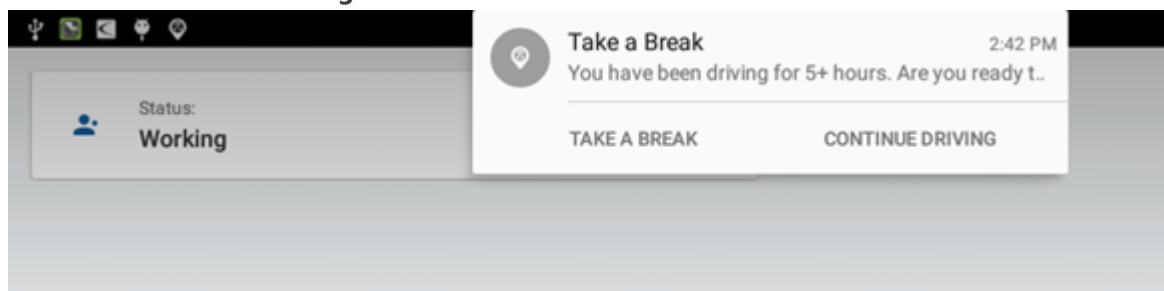 Take a Break
2:42 PM
You have been driving for 5+ hours. Are you ready t..
Status:
Working
TAKE A BREAK
CONTINUE DRIVING